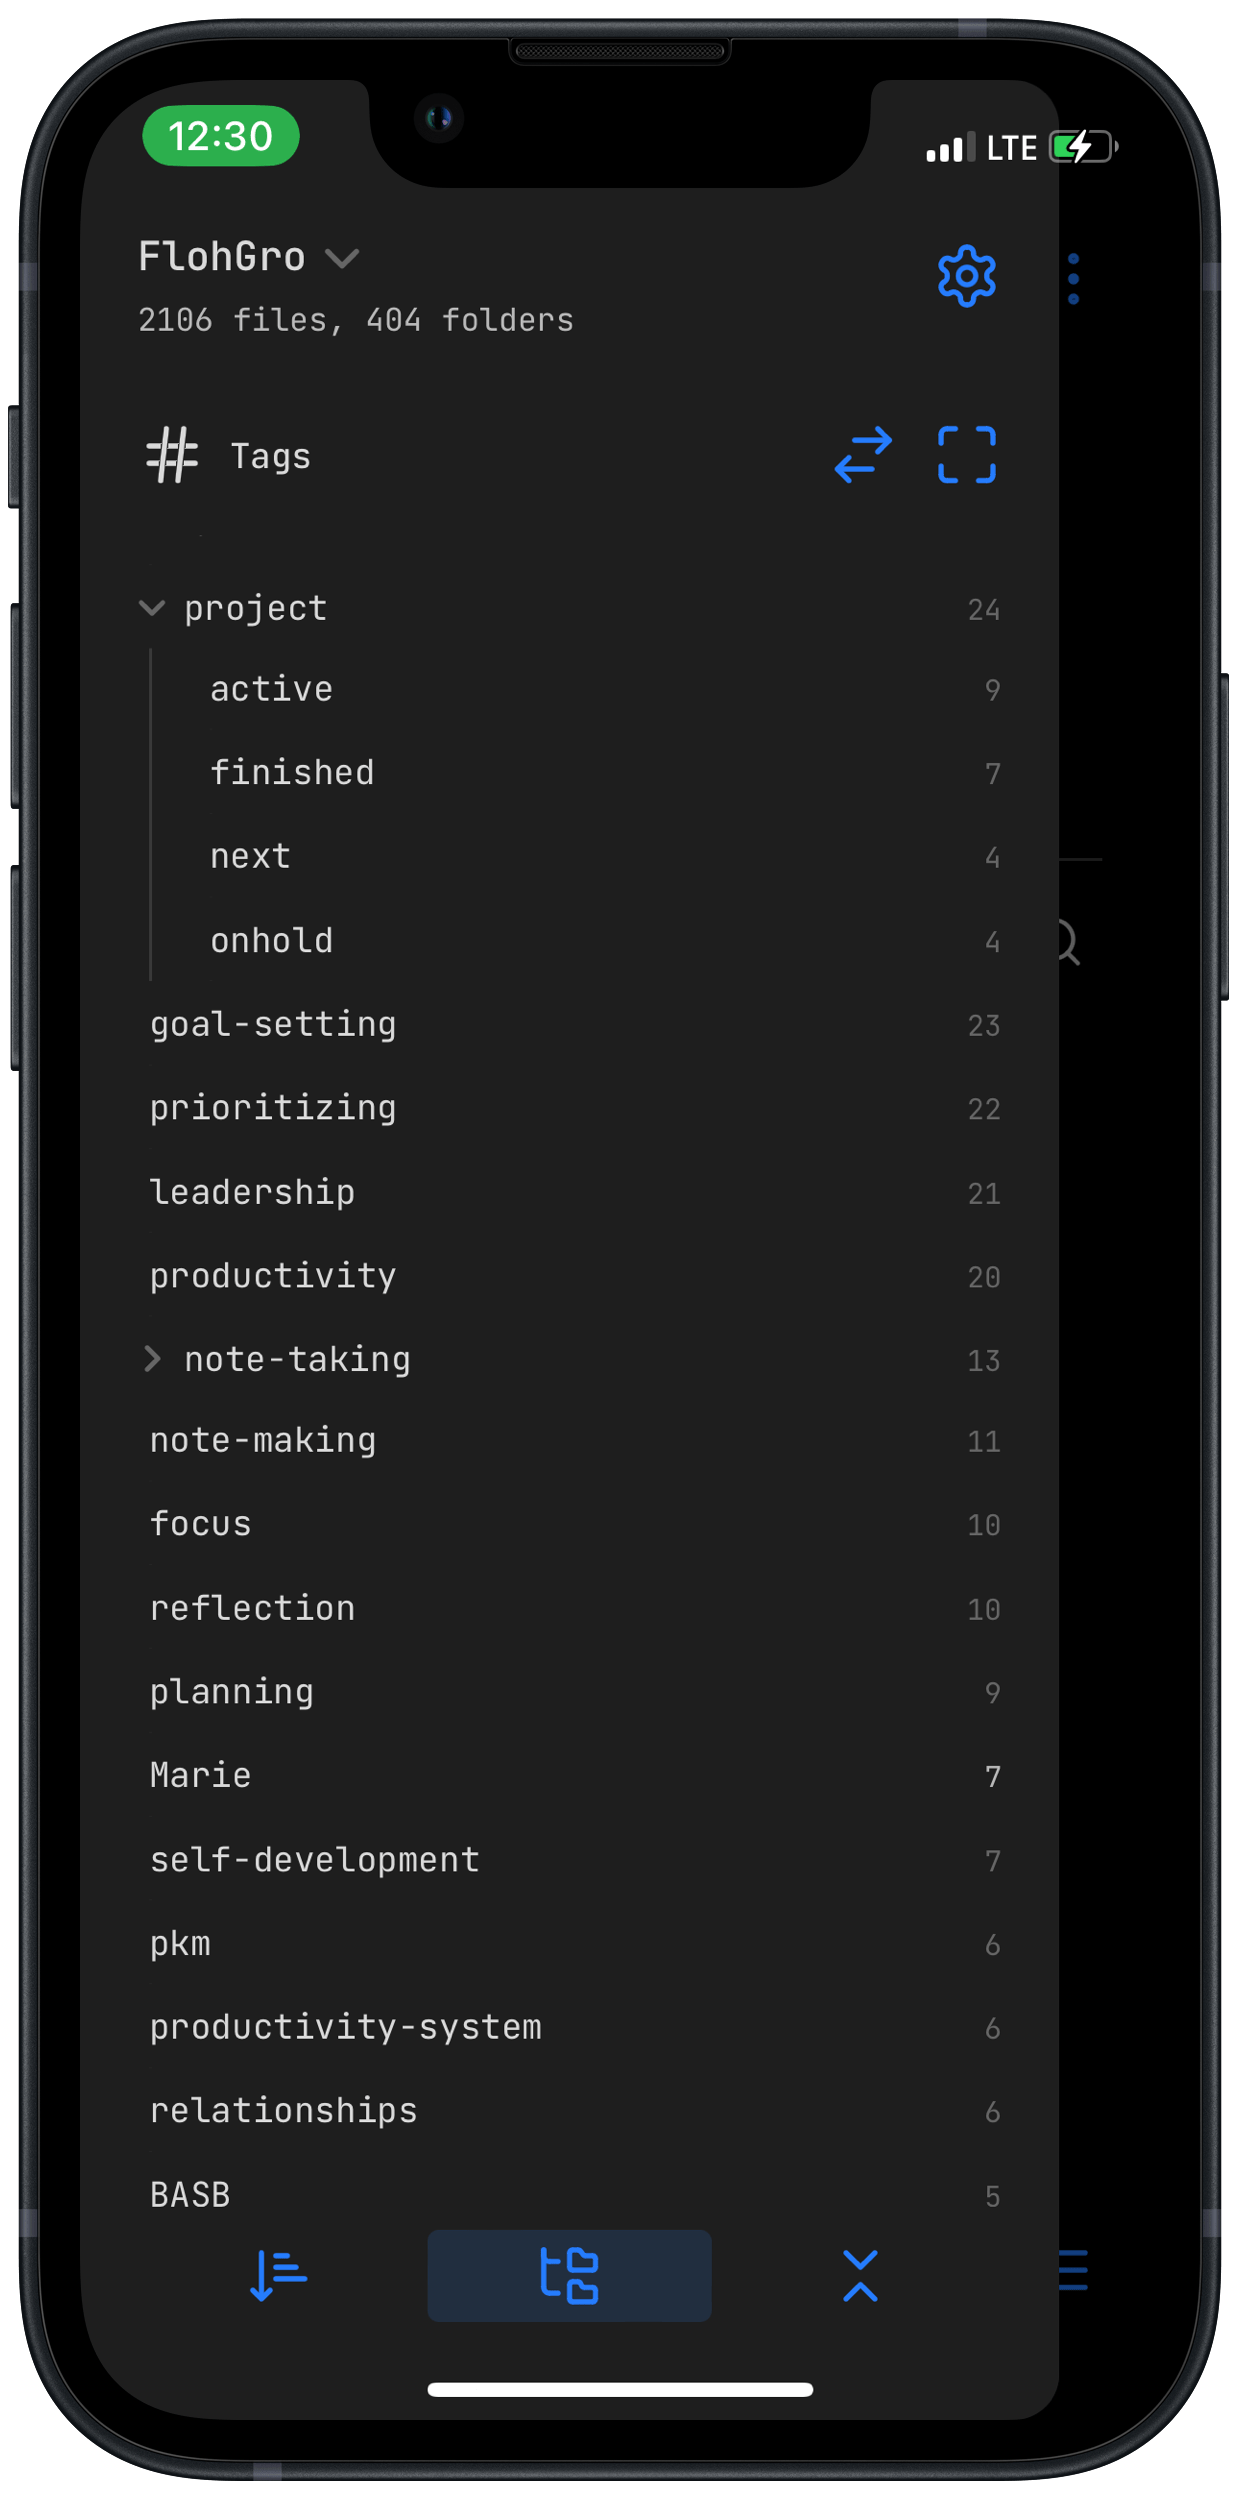 12:30
LTE
FlohGro
2106 files, 404 folders
Tags
project 24
active 9
finished 7
next 4
onhold 4
goal-setting 23
prioritizing 22
leadership 21
productivity 20
note-taking 13
note-making 11
focus 10
reflection 10
planning 9
Marie 7
self-development 7
pkm 6
productivity-system 6
relationships 6
BASB 5